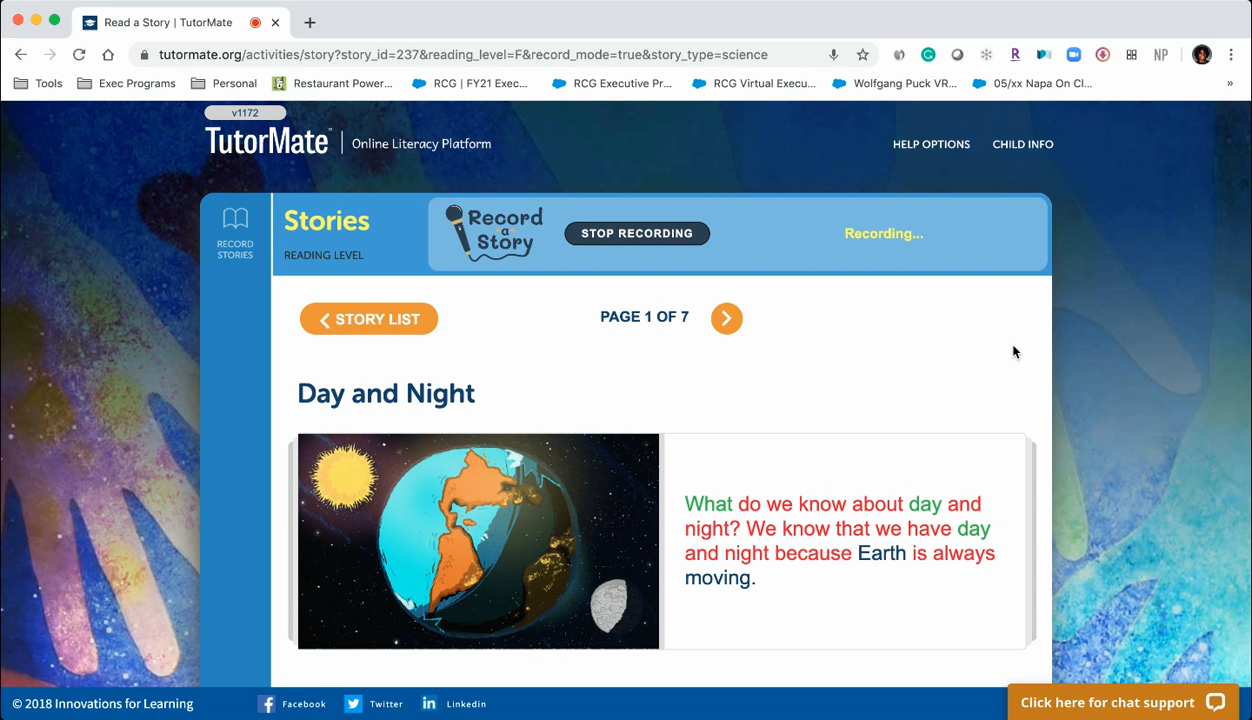 Read a Story | TutorMate
tutormate.org/activities/story?story_id=237&reading_level=F&record_mode=true&story_type=science
R
NP
Tools
Exec Programs
Personal
Restaurant Power...
RCG | FY21 Exec...
RCG Executive Pr...
RCG Virtual Execu...
Wolfgang Puck VR...
05/xx Napa On Cl...
»
v1172
TutorMate™ | Online Literacy Platform
HELP OPTIONS
CHILD INFO
RECORD
STORIES
Stories
READING LEVEL
Record
a
Story
STOP RECORDING
Recording...
STORY LIST
PAGE 1 OF 7
Day and Night
What do we know about day and
night? We know that we have day
and night because Earth is always
moving.
© 2018 Innovations for Learning
Facebook
Twitter
Linkedin
Click here for chat support